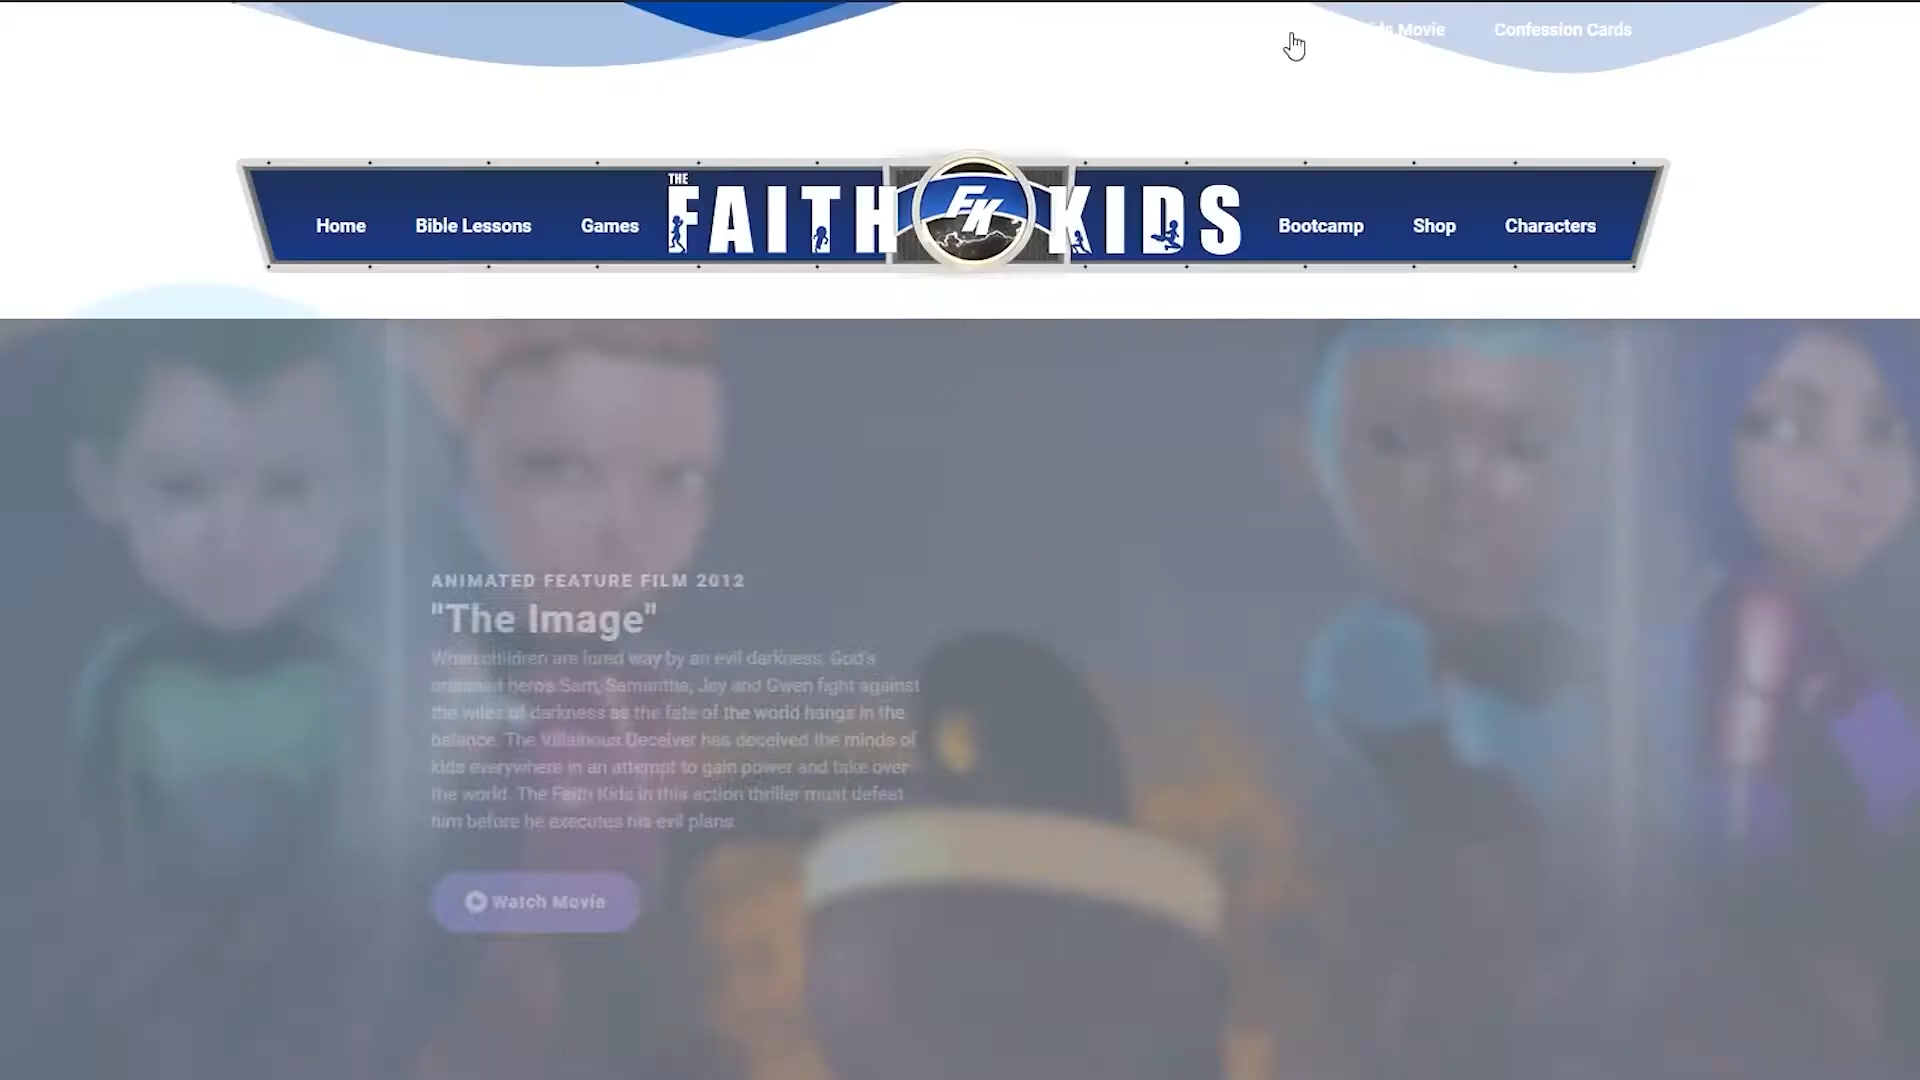 Movie
Confession Cards
Home
Bible Lessons
Games
THE
FAITH
FK
KIDS
Bootcamp
Shop
Characters
ANIMATED FEATURE FILM 2012
"The Image"
When children are lured way by an evil darkness, God's
ordained heros Sam, Samantha, Jay and Gwen fight against
the wiles of darkness as the fate of the world hangs in the
balance. The Villainous Deceiver has deceived the minds of
kids everywhere in an attempt to gain power and take over
the world. The Faith Kids in this action thriller must defeat
him before he executes his evil plans.
Watch Movie